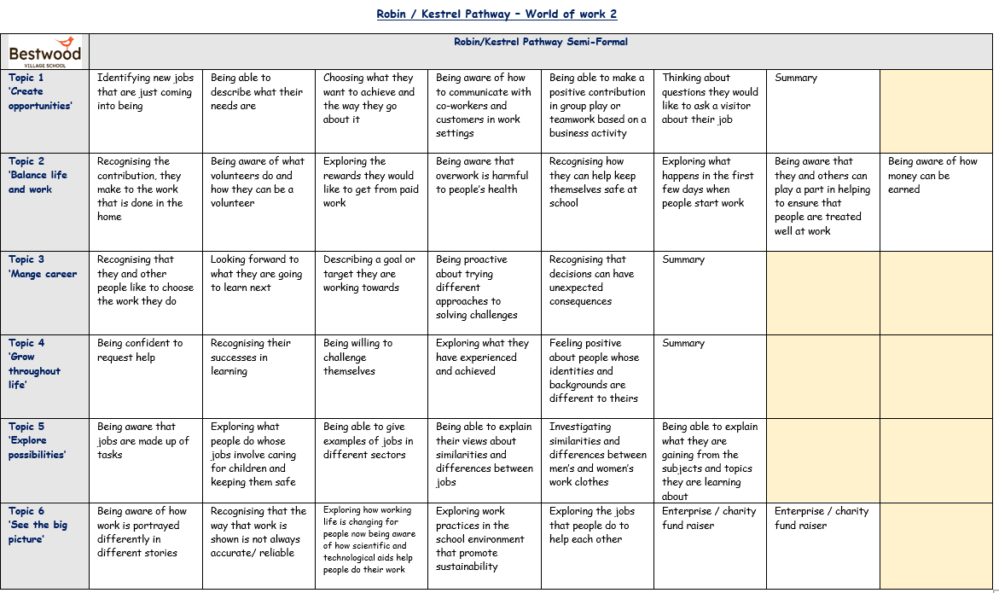 Robin / Kestrel Pathway – World of work 2
Bestwood
VILLAGE SCHOOL
Robin/Kestrel Pathway Semi-Formal
Topic 1
‘Create
opportunities’
Identifying new jobs
that are just coming
into being
Being able to
describe what their
needs are
Choosing what they
want to achieve and
the way they go
about it
Being aware of how
to communicate with
co-workers and
customers in work
settings
Being able to make a
positive contribution
in group play or
teamwork based on a
business activity
Thinking about
questions they would
like to ask a visitor
about their job
Summary
Topic 2
‘Balance life
and work
Recognising the
contribution, they
make to the work
that is done in the
home
Being aware of what
volunteers do and
how they can be a
volunteer
Exploring the
rewards they would
like to get from paid
work
Being aware that
overwork is harmful
to people’s health
Recognising how
they can help keep
themselves safe at
school
Exploring what
happens in the first
few days when
people start work
Being aware that
they and others can
play a part in helping
to ensure that
people are treated
well at work
Being aware of how
money can be
earned
Topic 3
‘Mange career
Recognising that
they and other
people like to choose
the work they do
Looking forward to
what they are going
to learn next
Describing a goal or
target they are
working towards
Being proactive
about trying
different
approaches to
solving challenges
Recognising that
decisions can have
unexpected
consequences
Summary
Topic 4
‘Grow
throughout
life’
Being confident to
request help
Recognising their
successes in
learning
Being willing to
challenge
themselves
Exploring what they
have experienced
and achieved
Feeling positive
about people whose
identities and
backgrounds are
different to theirs
Summary
Topic 5
‘Explore
possibilities’
Being aware that
jobs are made up of
tasks
Exploring what
people do whose
jobs involve caring
for children and
keeping them safe
Being able to give
examples of jobs in
different sectors
Being able to explain
their views about
similarities and
differences between
jobs
Investigating
similarities and
differences between
men’s and women’s
work clothes
Being able to explain
what they are
gaining from the
subjects and topics
they are learning
about
Topic 6
‘See the big
picture’
Being aware of how
work is portrayed
differently in
different stories
Recognising that the
way that work is
shown is not always
accurate/ reliable
Exploring how working
life is changing for
people now being aware
of how scientific and
technological aids help
people do their work
Exploring work
practices in the
school environment
that promote
sustainability
Exploring the jobs
that people do to
help each other
Enterprise / charity
fund raiser
Enterprise / charity
fund raiser